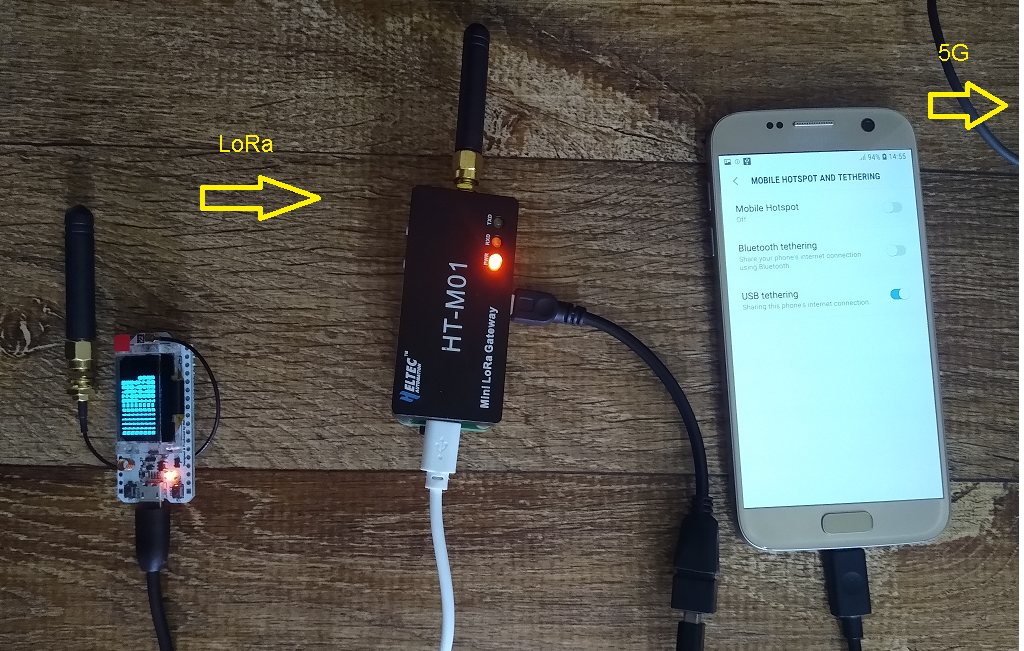 LoRa
5G
TXD
RXD
PWR
HT-M01
HELTEC™
AUTOMATION
Mini LoRa Gateway
94% 14:55
MOBILE HOTSPOT AND TETHERING
Mobile Hotspot
Off
Bluetooth tethering
Share your phone's internet connection
using Bluetooth.
USB tethering
Sharing this phone's internet connection.